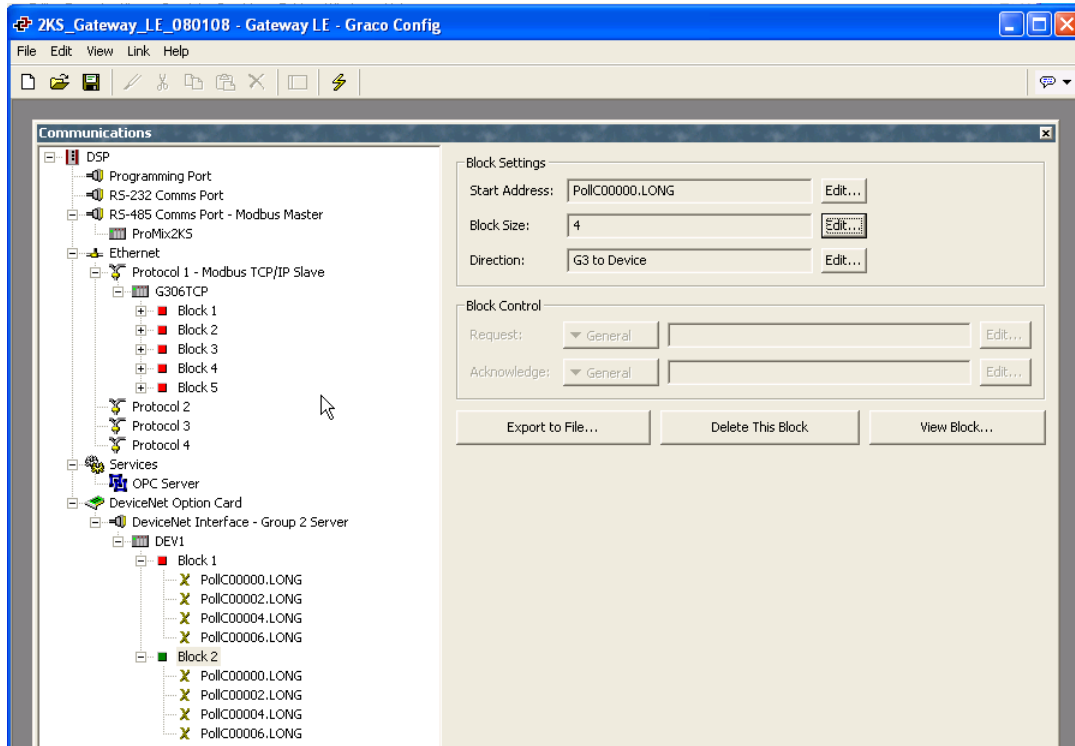 2KS_Gateway_LE_080108 - Gateway LE - Graco Config
File Edit View Link Help
Communications
DSP
Programming Port
RS-232 Comms Port
RS-485 Comms Port - Modbus Master
ProMix2KS
Ethernet
Protocol 1 - Modbus TCP/IP Slave
G306TCP
Block 1
Block 2
Block 3
Block 4
Block 5
Protocol 2
Protocol 3
Protocol 4
Services
OPC Server
DeviceNet Option Card
DeviceNet Interface - Group 2 Server
DEV1
Block 1
PollC00000.LONG
PollC00002.LONG
PollC00004.LONG
PollC00006.LONG
Block 2
PollC00000.LONG
PollC00002.LONG
PollC00004.LONG
PollC00006.LONG
Block Settings
Start Address: PollC00000.LONG Edit...
Block Size: 4 Edit...
Direction: G3 to Device Edit...
Block Control
Request: General Edit...
Acknowledge: General Edit...
Export to File... Delete This Block View Block...